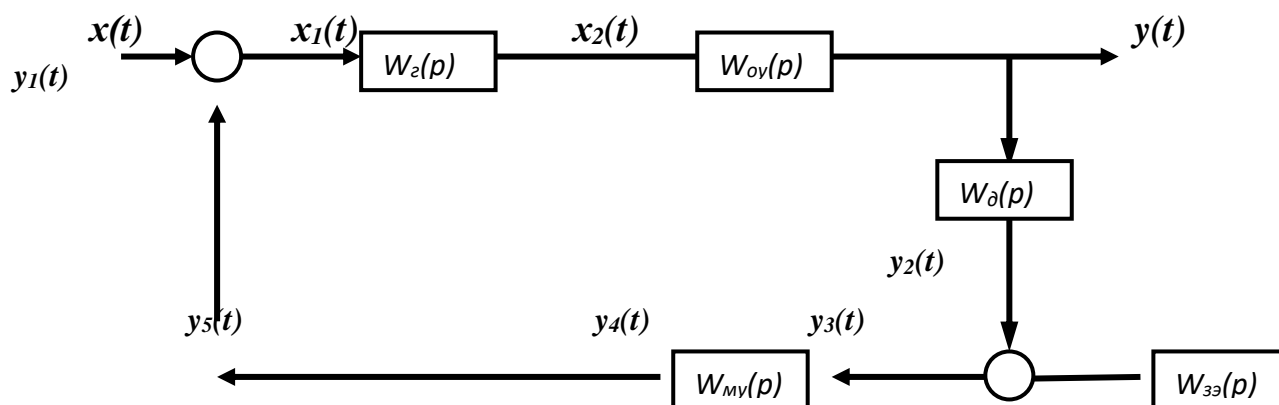 x(t)
x1(t)
x2(t)
y(t)
y1(t)
Wг(p)
Wоу(p)
Wд(p)
y2(t)
y5(t)
y4(t)
y3(t)
Wму(p)
Wзэ(p)